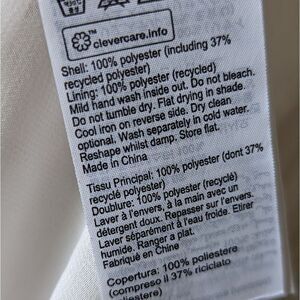 clevercare.info
Shell: 100% polyester (including 37%
recycled polyester)
Lining: 100% polyester (recycled)
Mild hand wash inside out. Do not bleach.
Do not tumble dry. Flat drying in shade.
Cool iron on reverse side. Dry clean
optional. Wash separately in cold water.
Reshape whilst damp. Store flat.
Made in China
Tissu Principal: 100% polyester (dont 37%
recyclé polyester)
Doublure: 100% polyester (recyclé)
Laver à l'envers, à la main avec un
détergent doux. Repasser sur l'envers.
Laver séparément à l'eau froide. Etirer
humide. Ranger a plat.
Fabriqué en Chine
Copertura: 100% poliestere
(compreso il 37% riciclato